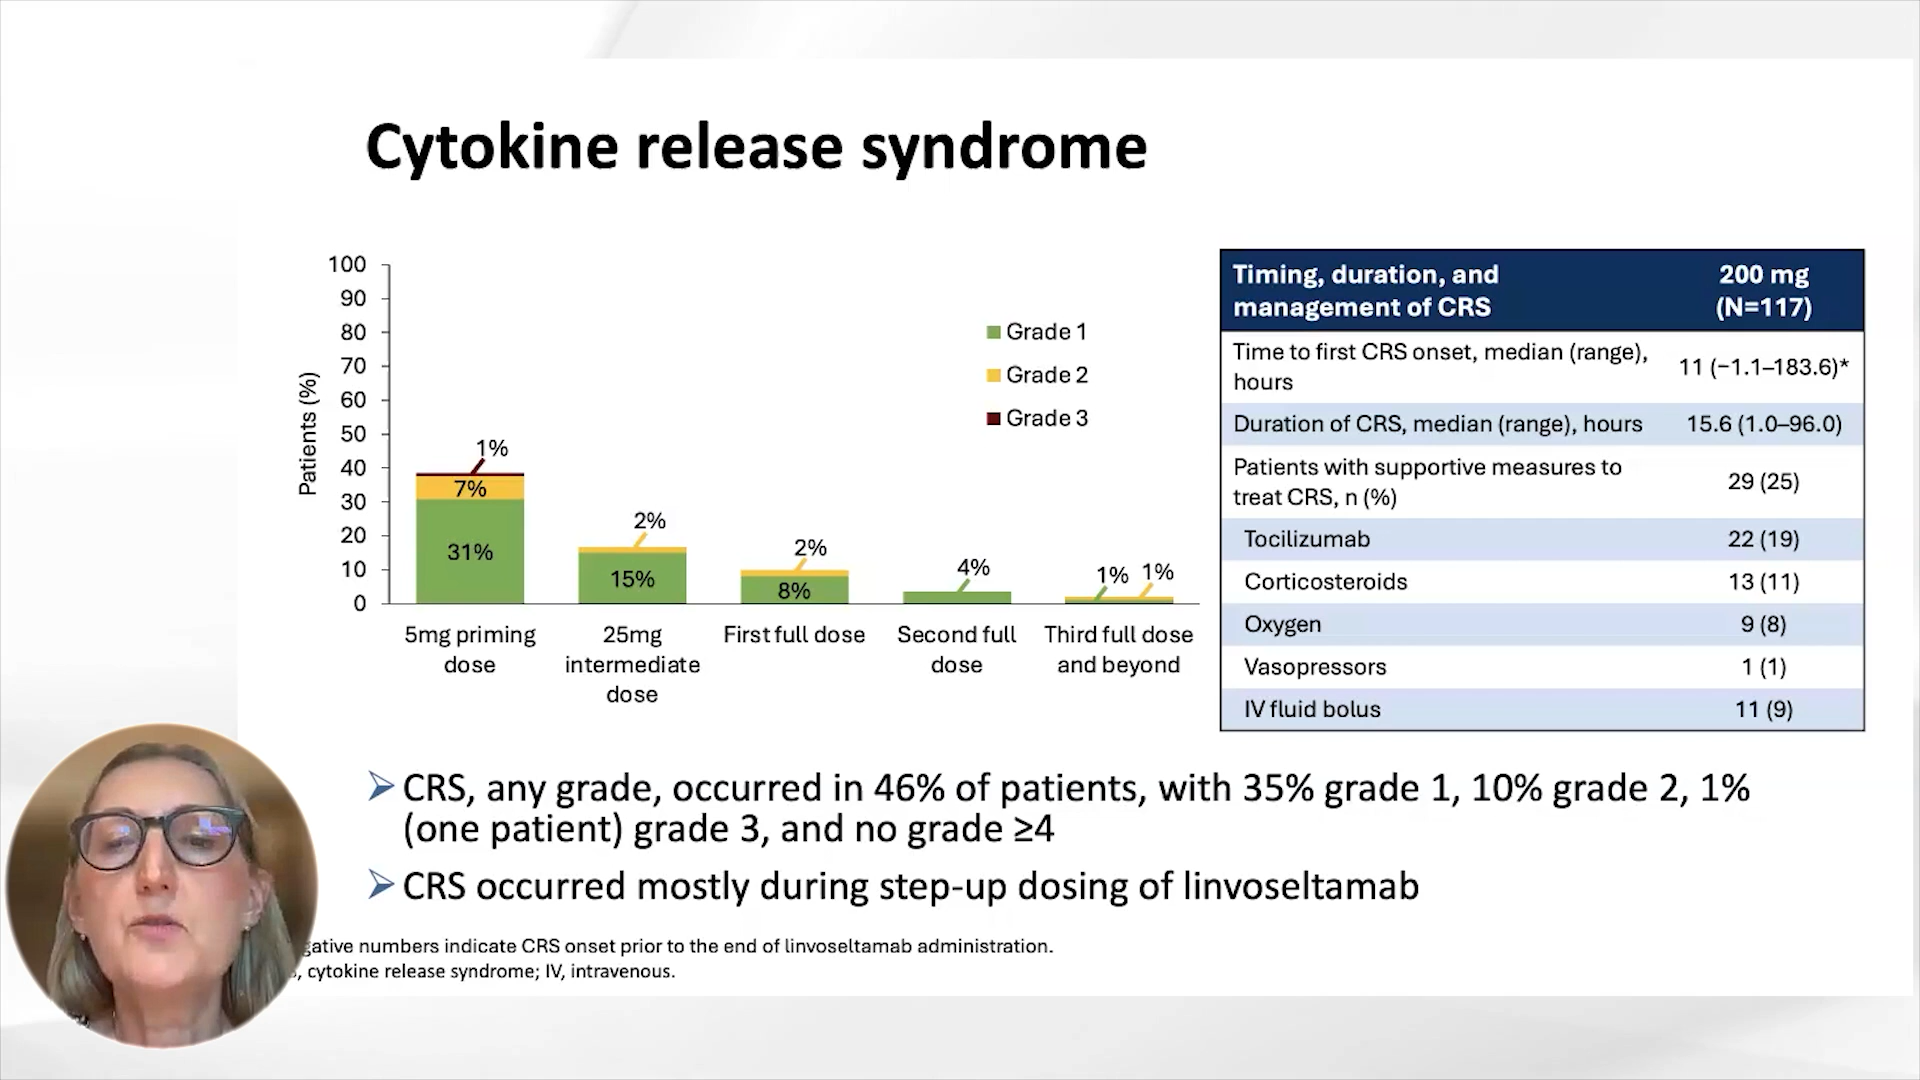 Cytokine release syndrome
100
90
80
70
60
50
40
30
20
10
0
Patients (%)
Grade 1
Grade 2
Grade 3
1%
7%
31%
2%
15%
2%
8%
4%
1% 1%
5mg priming
dose
25mg
intermediate
dose
First full dose
Second full
dose
Third full dose
and beyond
Timing, duration, and
management of CRS
200 mg
(N=117)
Time to first CRS onset, median (range),
hours
11 (−1.1–183.6)*
Duration of CRS, median (range), hours 15.6 (1.0–96.0)
Patients with supportive measures to
treat CRS, n (%)
29 (25)
Tocilizumab 22 (19)
Corticosteroids 13 (11)
Oxygen 9 (8)
Vasopressors 1 (1)
IV fluid bolus 11 (9)
CRS, any grade, occurred in 46% of patients, with 35% grade 1, 10% grade 2, 1%
(one patient) grade 3, and no grade ≥4
CRS occurred mostly during step-up dosing of linvoseltamab
gative numbers indicate CRS onset prior to the end of linvoseltamab administration.
, cytokine release syndrome; IV, intravenous.